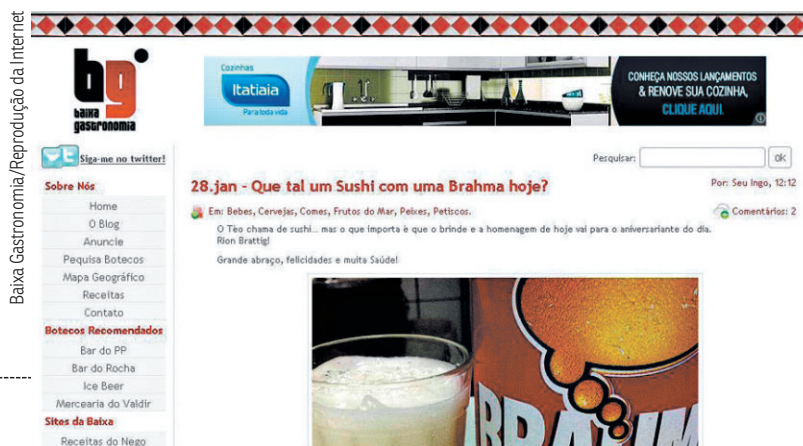 Baixa Gastronomia/Reprodução da Internet
bg
baixa
gastronomia
Cozinhas
Itatiaia
Para toda vida
CONHEÇA NOSSOS LANÇAMENTOS
& RENOVE SUA COZINHA,
CLIQUE AQUI.
Siga-me no twitter!
Pesquisar:
ok
Sobre Nós
Home
O Blog
Anuncie
Pequisa Botecos
Mapa Geográfico
Receitas
Contato
Botecos Recomendados
Bar do PP
Bar do Rocha
Ice Beer
Mercearia do Valdir
Sites da Baixa
Receitas do Nego
28.jan - Que tal um Sushi com uma Brahma hoje?
Por: Seu Ingo, 12:12
Em: Bebes, Cervejas, Comes, Frutos do Mar, Peixes, Petiscos.
Comentários: 2
O Tèo chama de sushi... mas o que importa è que o brinde e a homenagem de hoje vai para o aniversariante do dia.
Rion Brattig!
Grande abraço, felicidades e muita Saúde!
BRAHM